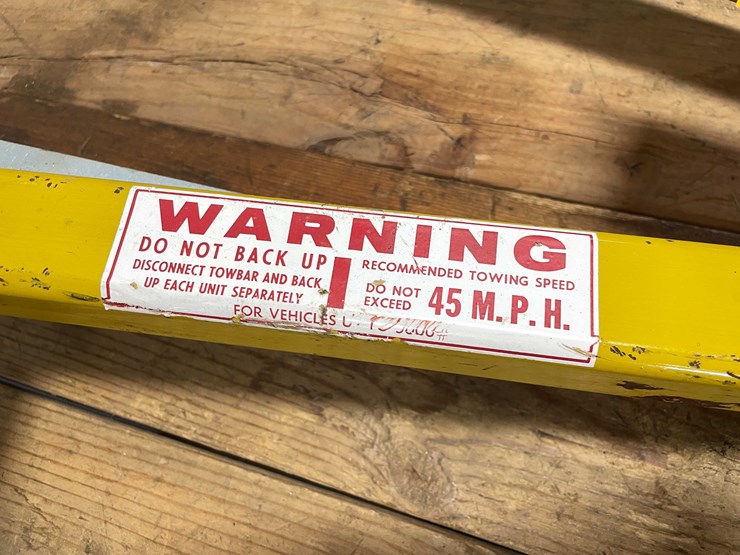 WARNING
DO NOT BACK UP
DISCONNECT TOWBAR AND BACK
UP EACH UNIT SEPARATELY
RECOMMENDED TOWING SPEED
DO NOT EXCEED 45 M.P.H.
FOR VEHICLES